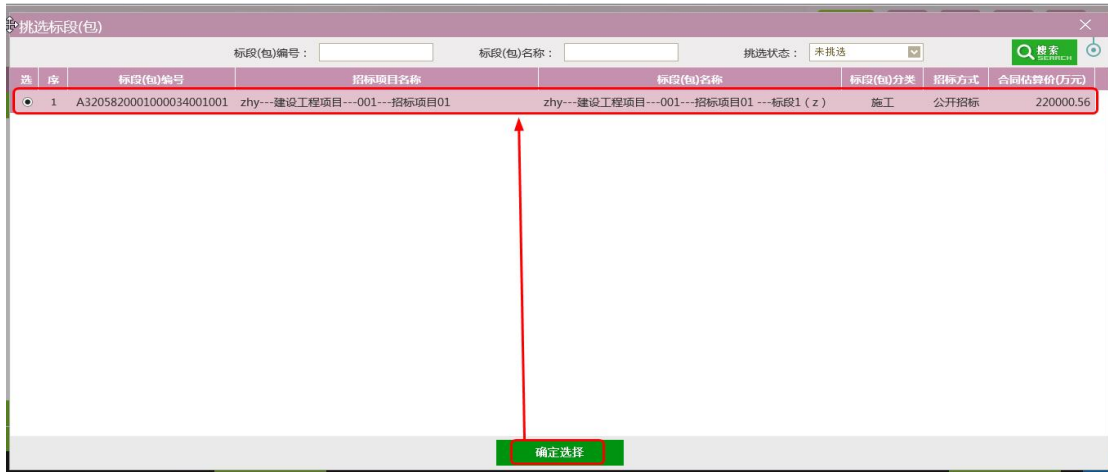 挑选标段(包)
标段(包)编号： 标段(包)名称： 挑选状态： 未挑选 搜索 SEARCH
选 序 标段(包)编号 招标项目名称 标段(包)名称 标段(包)分类 招标方式 合同估算价(万元)
1 A3205820001000034001001 zhy---建设工程项目---001---招标项目01 zhy---建设工程项目---001---招标项目01 ---标段1（z） 施工 公开招标 220000.56
确定选择